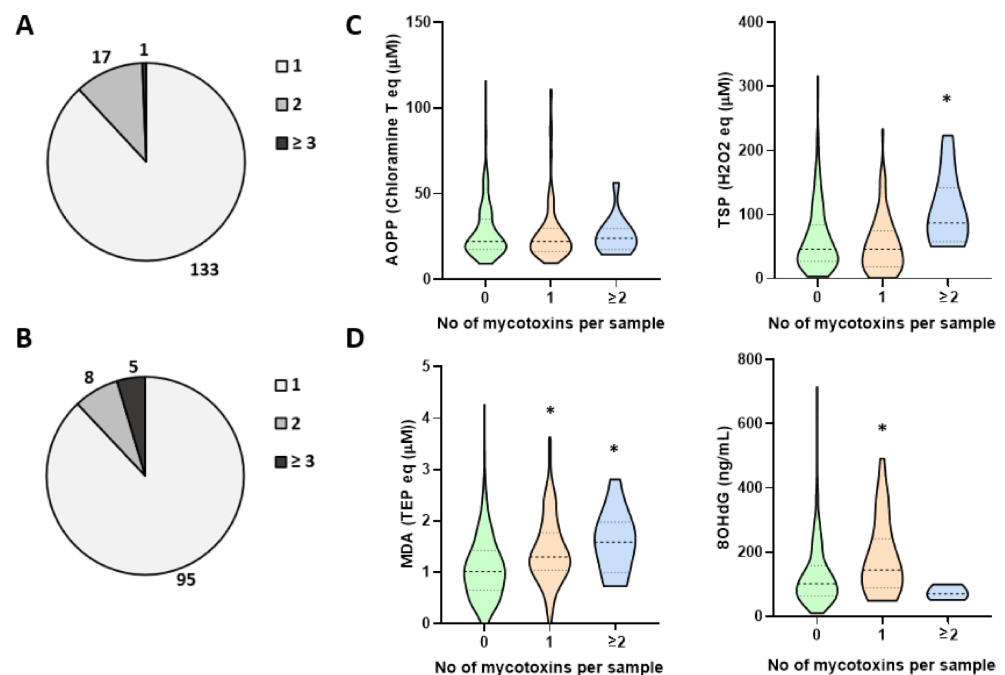 A
17
1
133
1
2
≥ 3
B
8
5
95
1
2
≥ 3
C
AOPP (Chloramine T eq (µM))
150
100
50
0
0 1 ≥2
No of mycotoxins per sample
TSP (H2O2 eq (µM))
400
300
200
100
0
*
0 1 ≥2
No of mycotoxins per sample
D
MDA (TEP eq (µM))
5
4
3
2
1
0
*
*
0 1 ≥2
No of mycotoxins per sample
8OHdG (ng/mL)
800
600
400
200
0
*
0 1 ≥2
No of mycotoxins per sample